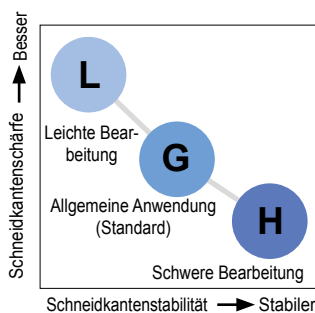 Schneidkantenschärfe → Besser
L
Leichte Bear-
beitung
G
Allgemeine Anwendung
(Standard)
H
Schwere Bearbeitung
Schneidkantenstabilität → Stabiler